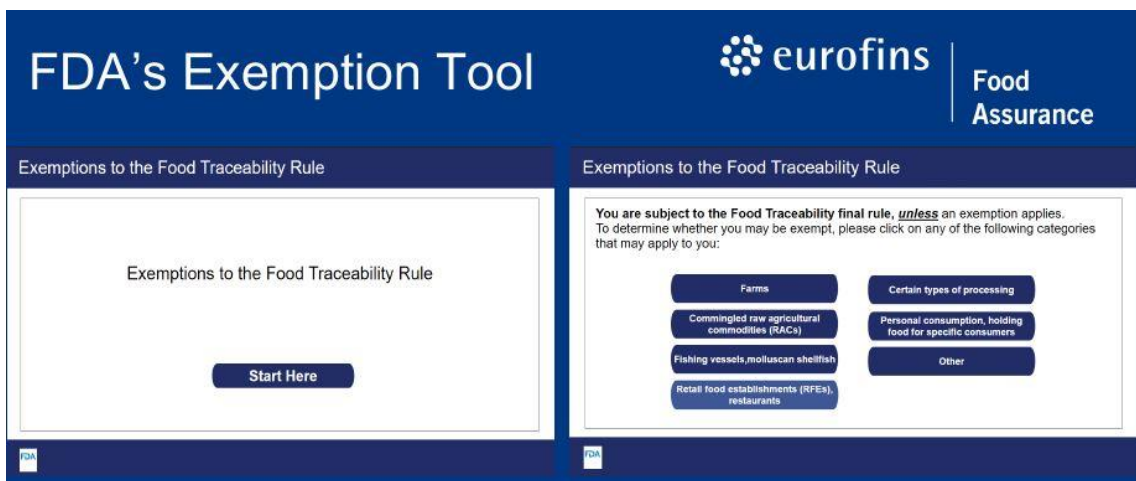 FDA's Exemption Tool
eurofins
Food
Assurance
Exemptions to the Food Traceability Rule
Exemptions to the Food Traceability Rule
Start Here
FDA
Exemptions to the Food Traceability Rule
You are subject to the Food Traceability final rule, unless an exemption applies.
To determine whether you may be exempt, please click on any of the following categories
that may apply to you:
Farms
Commingled raw agricultural
commodities (RACs)
Fishing vessels,molluscan shellfish
Retail food establishments (RFEs),
restaurants
Certain types of processing
Personal consumption, holding
food for specific consumers
Other
FDA